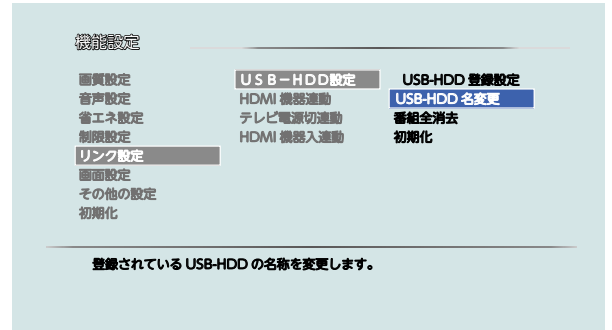 機能設定
画質設定
音声設定
省エネ設定
制限設定
リンク設定
画面設定
その他の設定
初期化
USB－HDD設定
HDMI 機器連動
テレビ電源切連動
HDMI 機器入連動
USB-HDD 登録設定
USB-HDD 名変更
番組全消去
初期化
登録されている USB-HDD の名称を変更します。